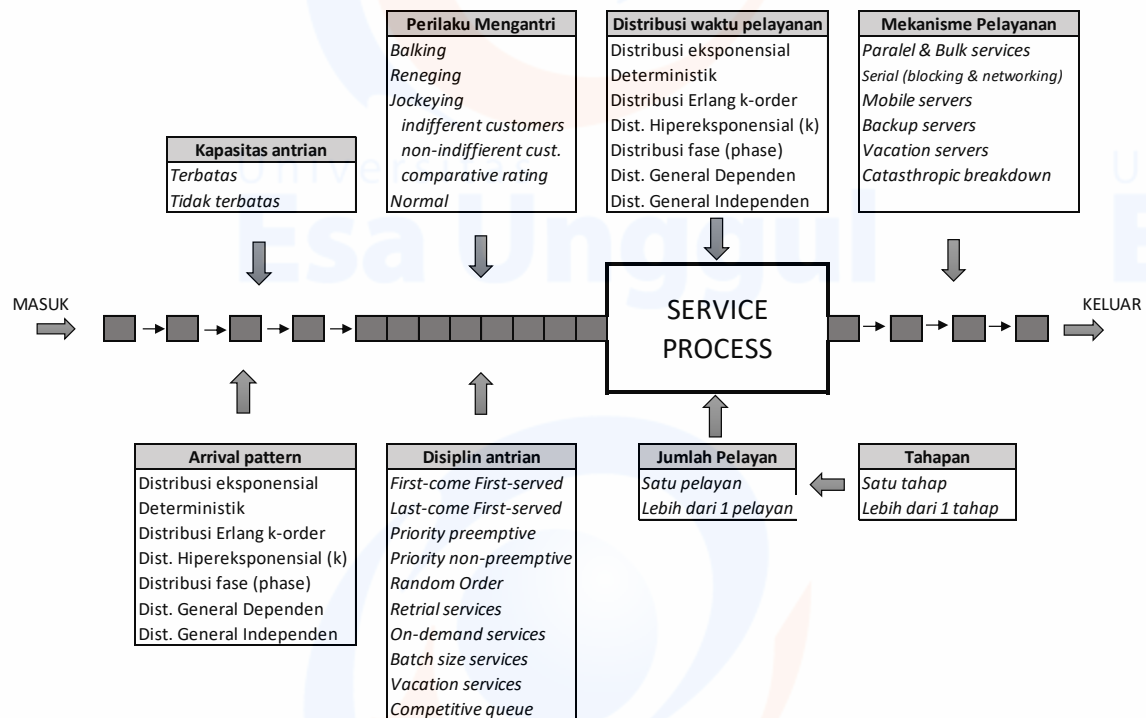 Perilaku Mengantri
Balking
Reneging
Jockeying
indifferent customers
non-indiffierent cust.
comparative rating
Normal
Distribusi waktu pelayanan
Distribusi eksponensial
Deterministik
Distribusi Erlang k-order
Dist. Hipereksponensial (k)
Distribusi fase (phase)
Dist. General Dependen
Dist. General Independen
Mekanisme Pelayanan
Paralel & Bulk services
Serial (blocking & networking)
Mobile servers
Backup servers
Vacation servers
Catasthropic breakdown
Kapasitas antrian
Terbatas
Tidak terbatas
Universitas
Esa Unggul
U
E
MASUK
SERVICE
PROCESS
KELUAR
Arrival pattern
Distribusi eksponensial
Deterministik
Distribusi Erlang k-order
Dist. Hipereksponensial (k)
Distribusi fase (phase)
Dist. General Dependen
Dist. General Independen
Disiplin antrian
First-come First-served
Last-come First-served
Priority preemptive
Priority non-preemptive
Random Order
Retrial services
On-demand services
Batch size services
Vacation services
Competitive queue
Jumlah Pelayan
Satu pelayan
Lebih dari 1 pelayan
Tahapan
Satu tahap
Lebih dari 1 tahap